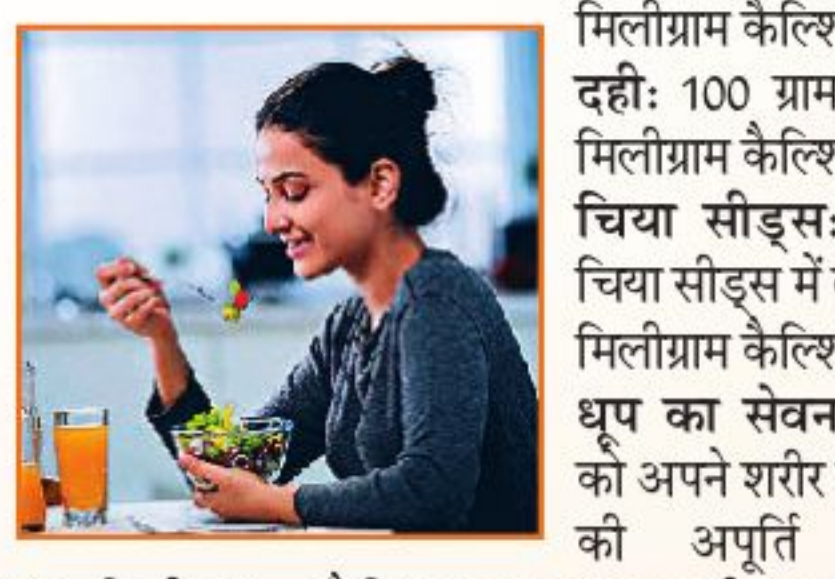 मिलीग्राम
दहीः 100 ग्राम
मिलीग्राम
चिया सीड्सः
चिया सीड्स में
मिलीग्राम
धूप का सेवन
को अपने शरीर
की अपूर्ति